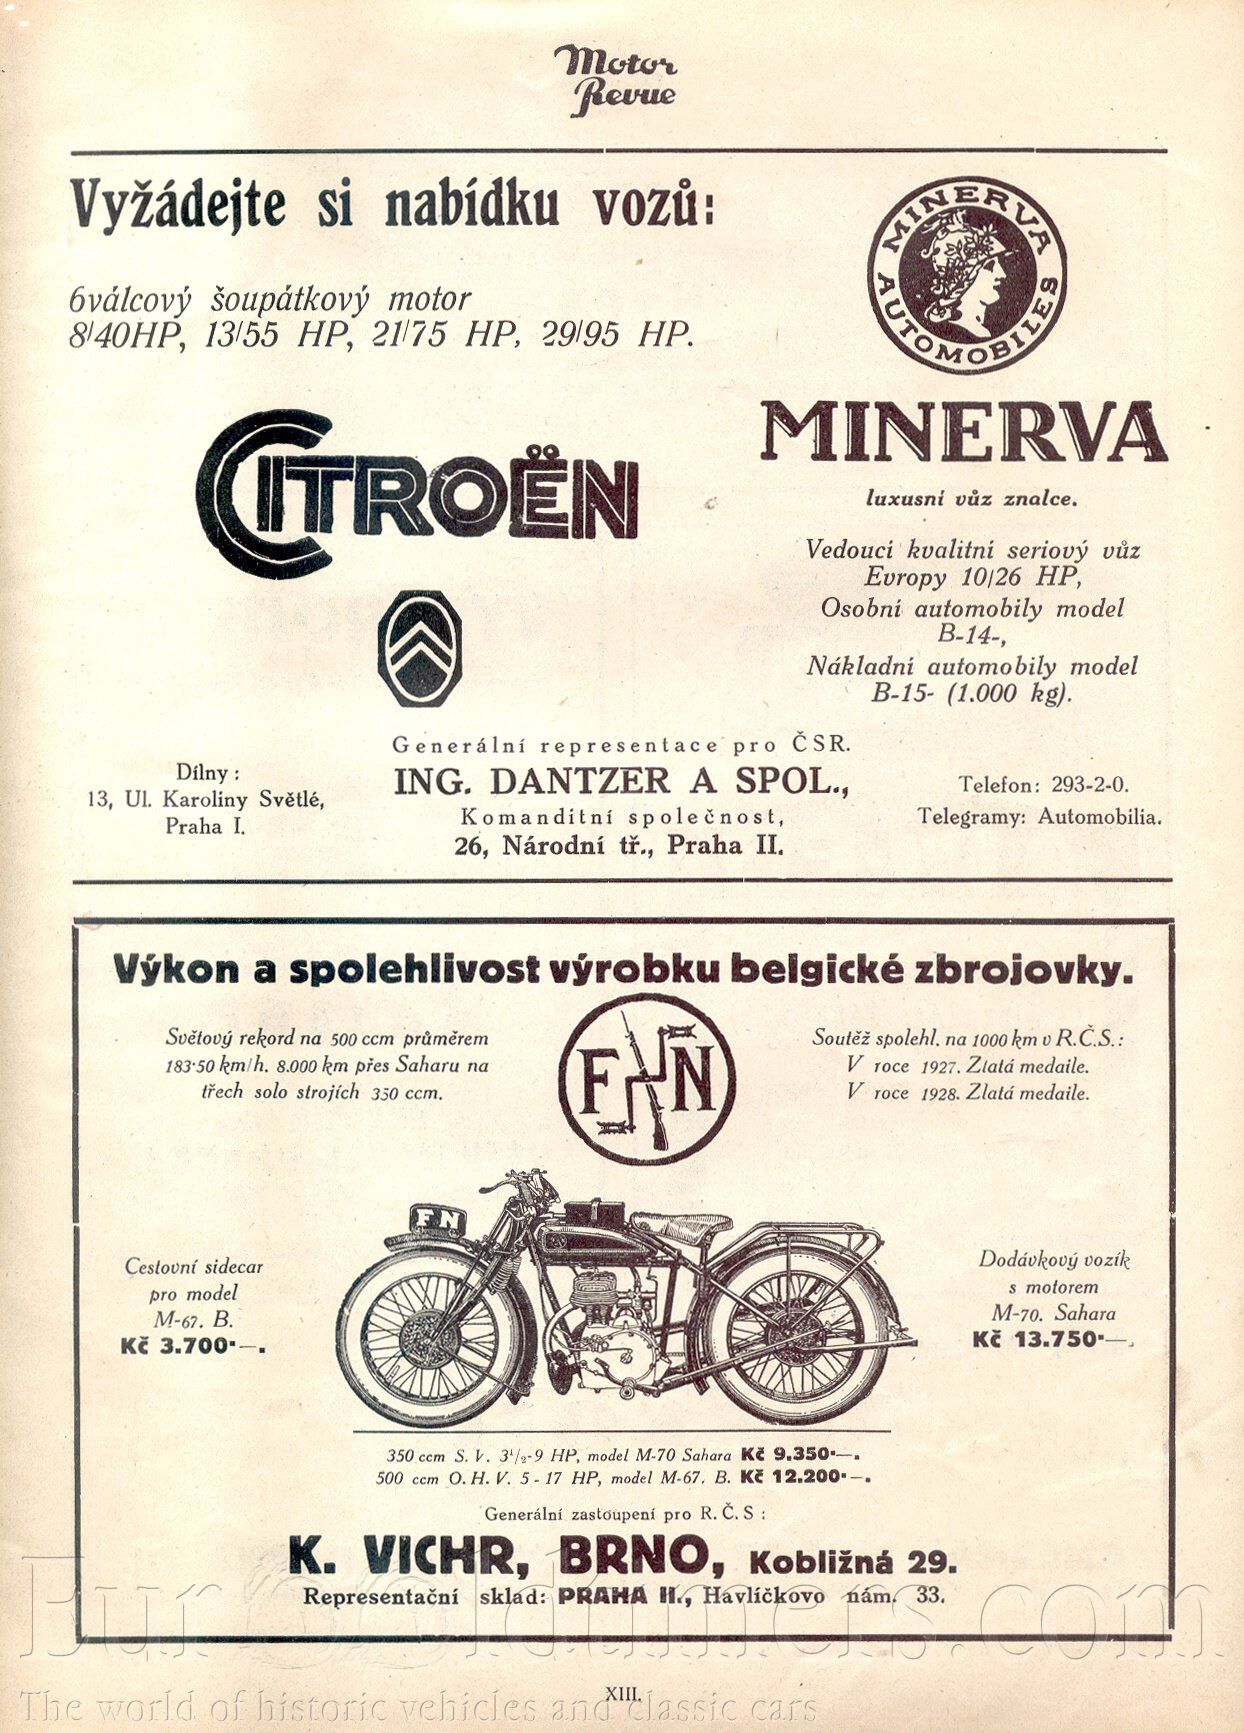 Motor
Revue
Vyžádejte si nabídku vozů:
6válcový šoupátkový motor
8/40HP, 13/55 HP, 21/75 HP, 29/95 HP.
MINERVA
AUTOMOBILES
MINERVA
luxusní vůz znalce.
CITROËN
Vedoucí kvalitní seriový vůz
Evropy 10/26 HP,
Osobní automobily model
B-14-,
Nákladní automobily model
B-15- (1.000 kg).
Generální representace pro ČSR.
Dílny:
13, Ul. Karoliny Světlé,
Praha I.
ING. DANTZER A SPOL.,
Komanditní společnost,
26, Národní tř., Praha II.
Telefon: 293-2-0.
Telegramy: Automobilia.
Výkon a spolehlivost výrobku belgické zbrojovky.
Světový rekord na 500 ccm průměrem
183·50 km/h. 8.000 km přes Saharu na
třech solo strojích 350 ccm.
FN
Soutěž spolehl. na 1000 km v R.Č.S.:
V roce 1927. Zlatá medaile.
V roce 1928. Zlatá medaile.
FN
Cestovní sidecar
pro model
M-67. B.
Kč 3.700·—.
Dodávkový vozík
s motorem
M-70. Sahara
Kč 13.750·—.
350 ccm S. V. 3½-9 HP, model M-70 Sahara Kč 9.350·—.
500 ccm O. H. V. 5 - 17 HP, model M-67. B. Kč 12.200·—.
Generální zastoupení pro R. Č. S :
K. VICHR, BRNO, Kobližná 29.
Representační sklad: PRAHA II., Havlíčkovo nám. 33.
EurOldtimers.com
XIII.
The world of historic vehicles and classic cars